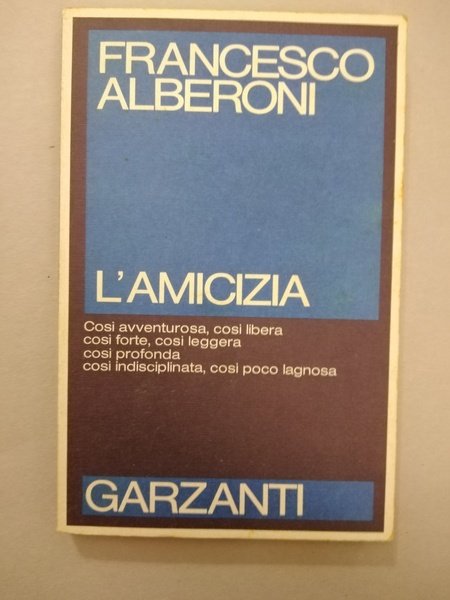 FRANCESCO
ALBERONI
L'AMICIZIA
Così avventurosa, così libera
così forte, così leggera
così profonda
così indisciplinata, così poco lagnosa
GARZANTI